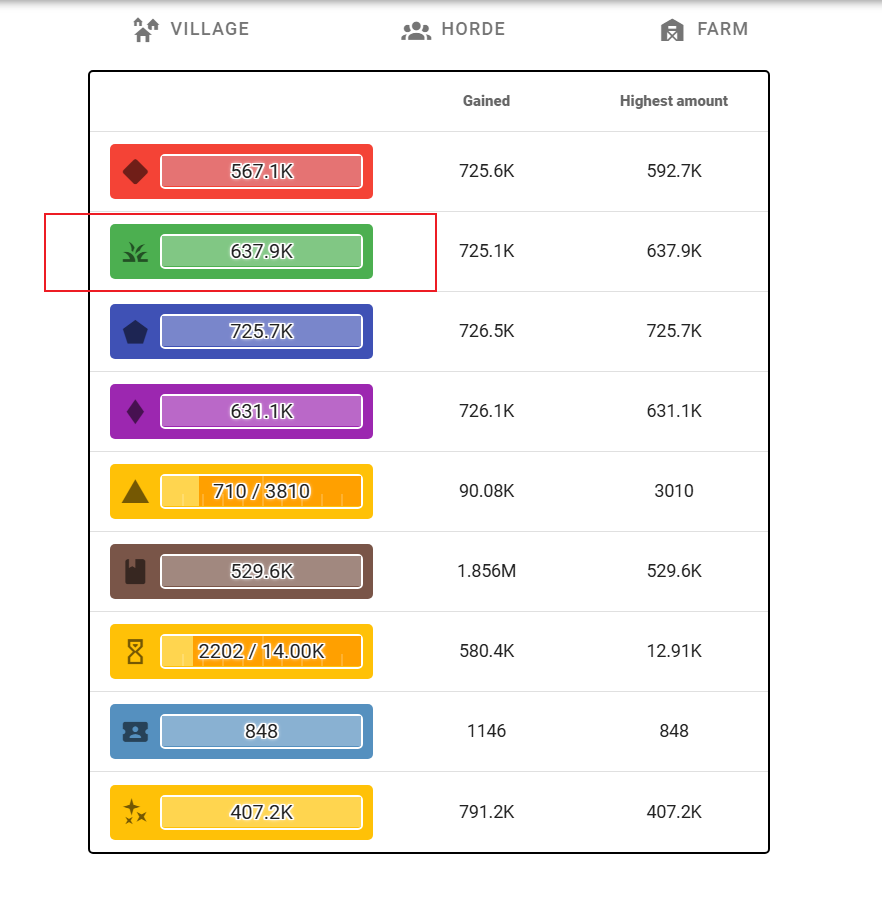 VILLAGE HORDE FARM
Gained Highest amount
567.1K 725.6K 592.7K
637.9K 725.1K 637.9K
725.7K 726.5K 725.7K
631.1K 726.1K 631.1K
710 / 3810 90.08K 3010
529.6K 1.856M 529.6K
2202 / 14.00K 580.4K 12.91K
848 1146 848
407.2K 791.2K 407.2K